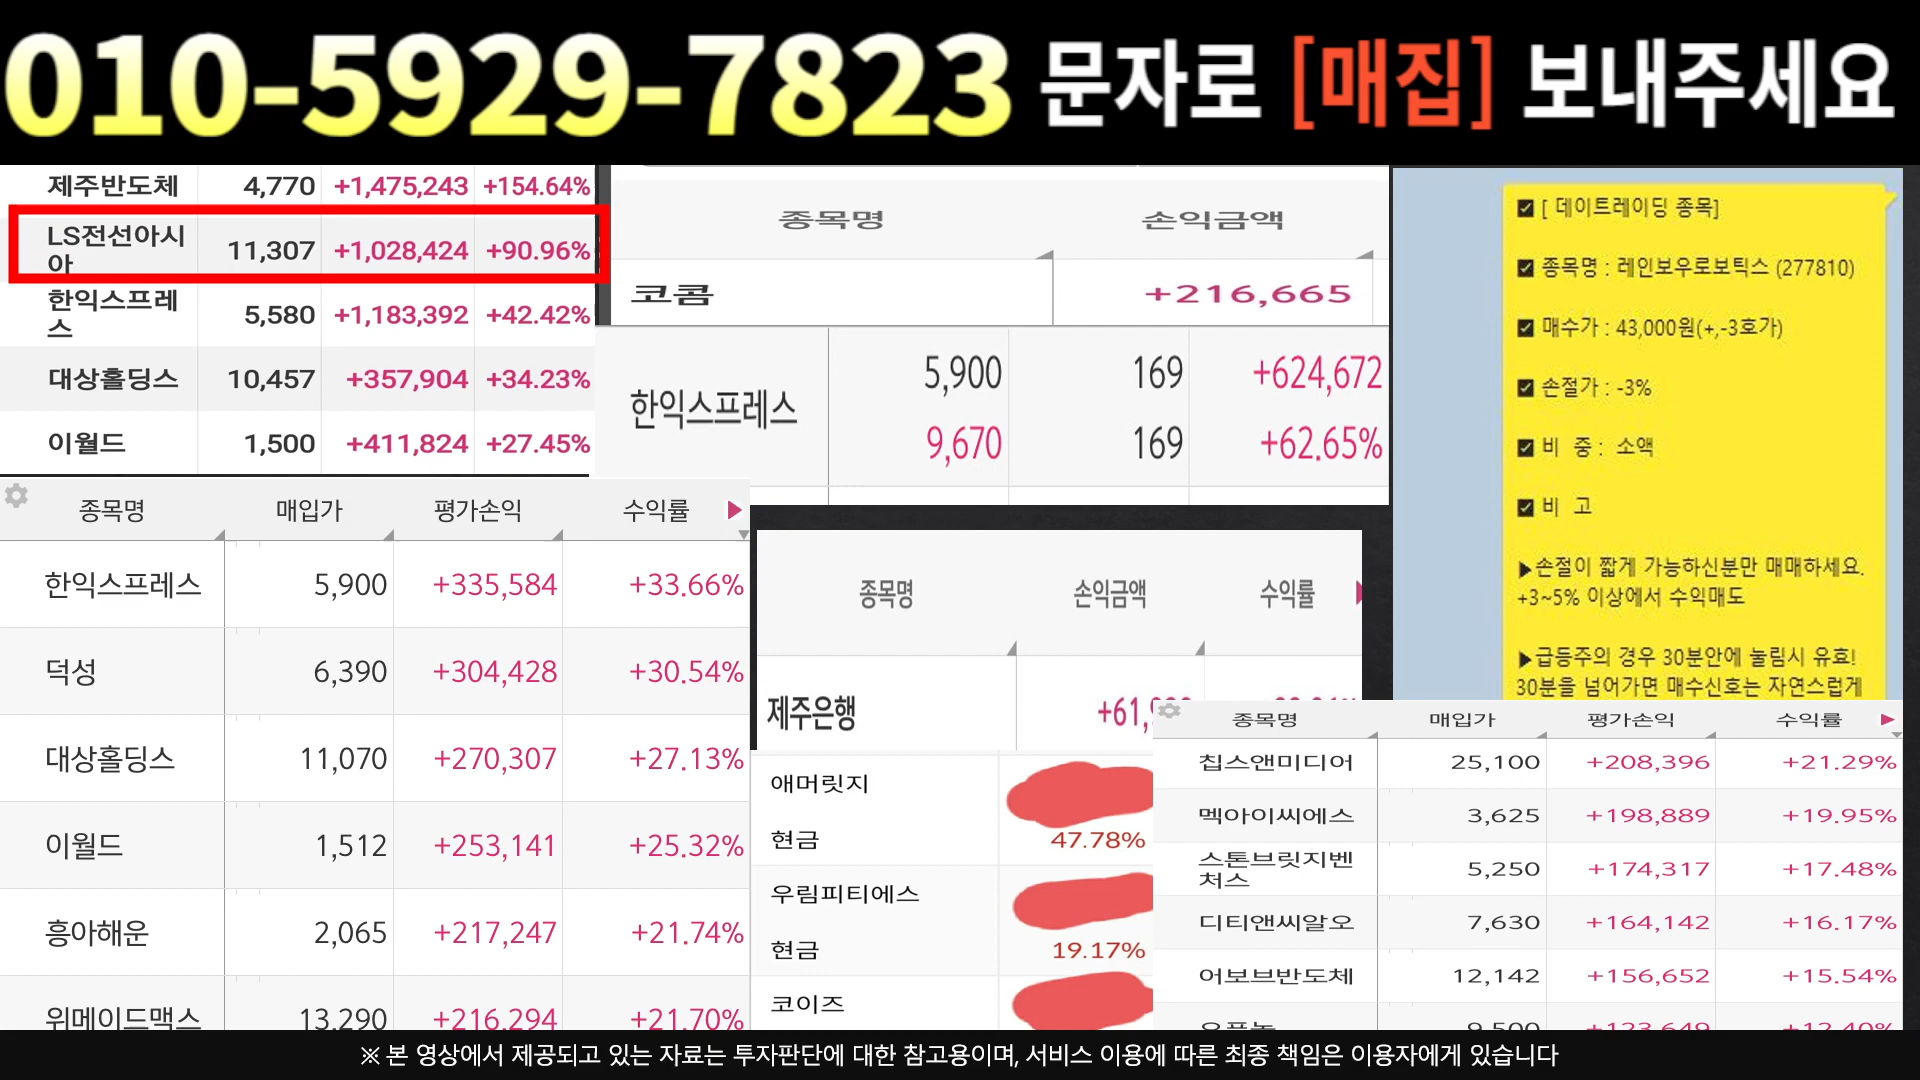 010-5929-7823 문자로 [매집] 보내주세요
제주반도체 4,770 +1,475,243 +154.64%
LS전선아시
아 11,307 +1,028,424 +90.96%
한익스프레
스 5,580 +1,183,392 +42.42%
대상홀딩스 10,457 +357,904 +34.23%
이월드 1,500 +411,824 +27.45%
종목명 손익금액
코콤 +216,665
한익스프레스 5,900 169 +624,672
9,670 169 +62.65%
[ 데이트레이딩 종목]
종목명 : 레인보우로보틱스 (277810)
매수가 : 43,000원(+,-3호가)
손절가 : -3%
비 중 : 소액
비 고
▶손절이 짧게 가능하신분만 매매하세요.
+3~5% 이상에서 수익매도
▶급등주의 경우 30분안에 눌림시 유효!
30분을 넘어가면 매수신호는 자연스럽게
종목명 매입가 평가손익 수익률
한익스프레스 5,900 +335,584 +33.66%
덕성 6,390 +304,428 +30.54%
대상홀딩스 11,070 +270,307 +27.13%
이월드 1,512 +253,141 +25.32%
흥아해운 2,065 +217,247 +21.74%
위메이드맥스 13,290 +216,294 +21.70%
종목명 손익금액 수익률
제주은행
애머릿지
현금 47.78%
우림피티에스
현금 19.17%
코이즈
종목명 매입가 평가손익 수익률
칩스앤미디어 25,100 +208,396 +21.29%
멕아이씨에스 3,625 +198,889 +19.95%
스톤브릿지벤
처스 5,250 +174,317 +17.48%
디티앤씨알오 7,630 +164,142 +16.17%
어보브반도체 12,142 +156,652 +15.54%
※ 본 영상에서 제공되고 있는 자료는 투자판단에 대한 참고용이며, 서비스 이용에 따른 최종 책임은 이용자에게 있습니다